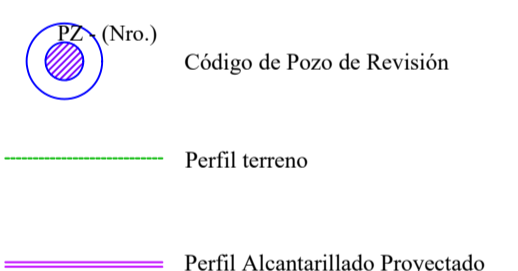 PZ - (Nro.)
Código de Pozo de Revisión
Perfil terreno
Perfil Alcantarillado Proyectado